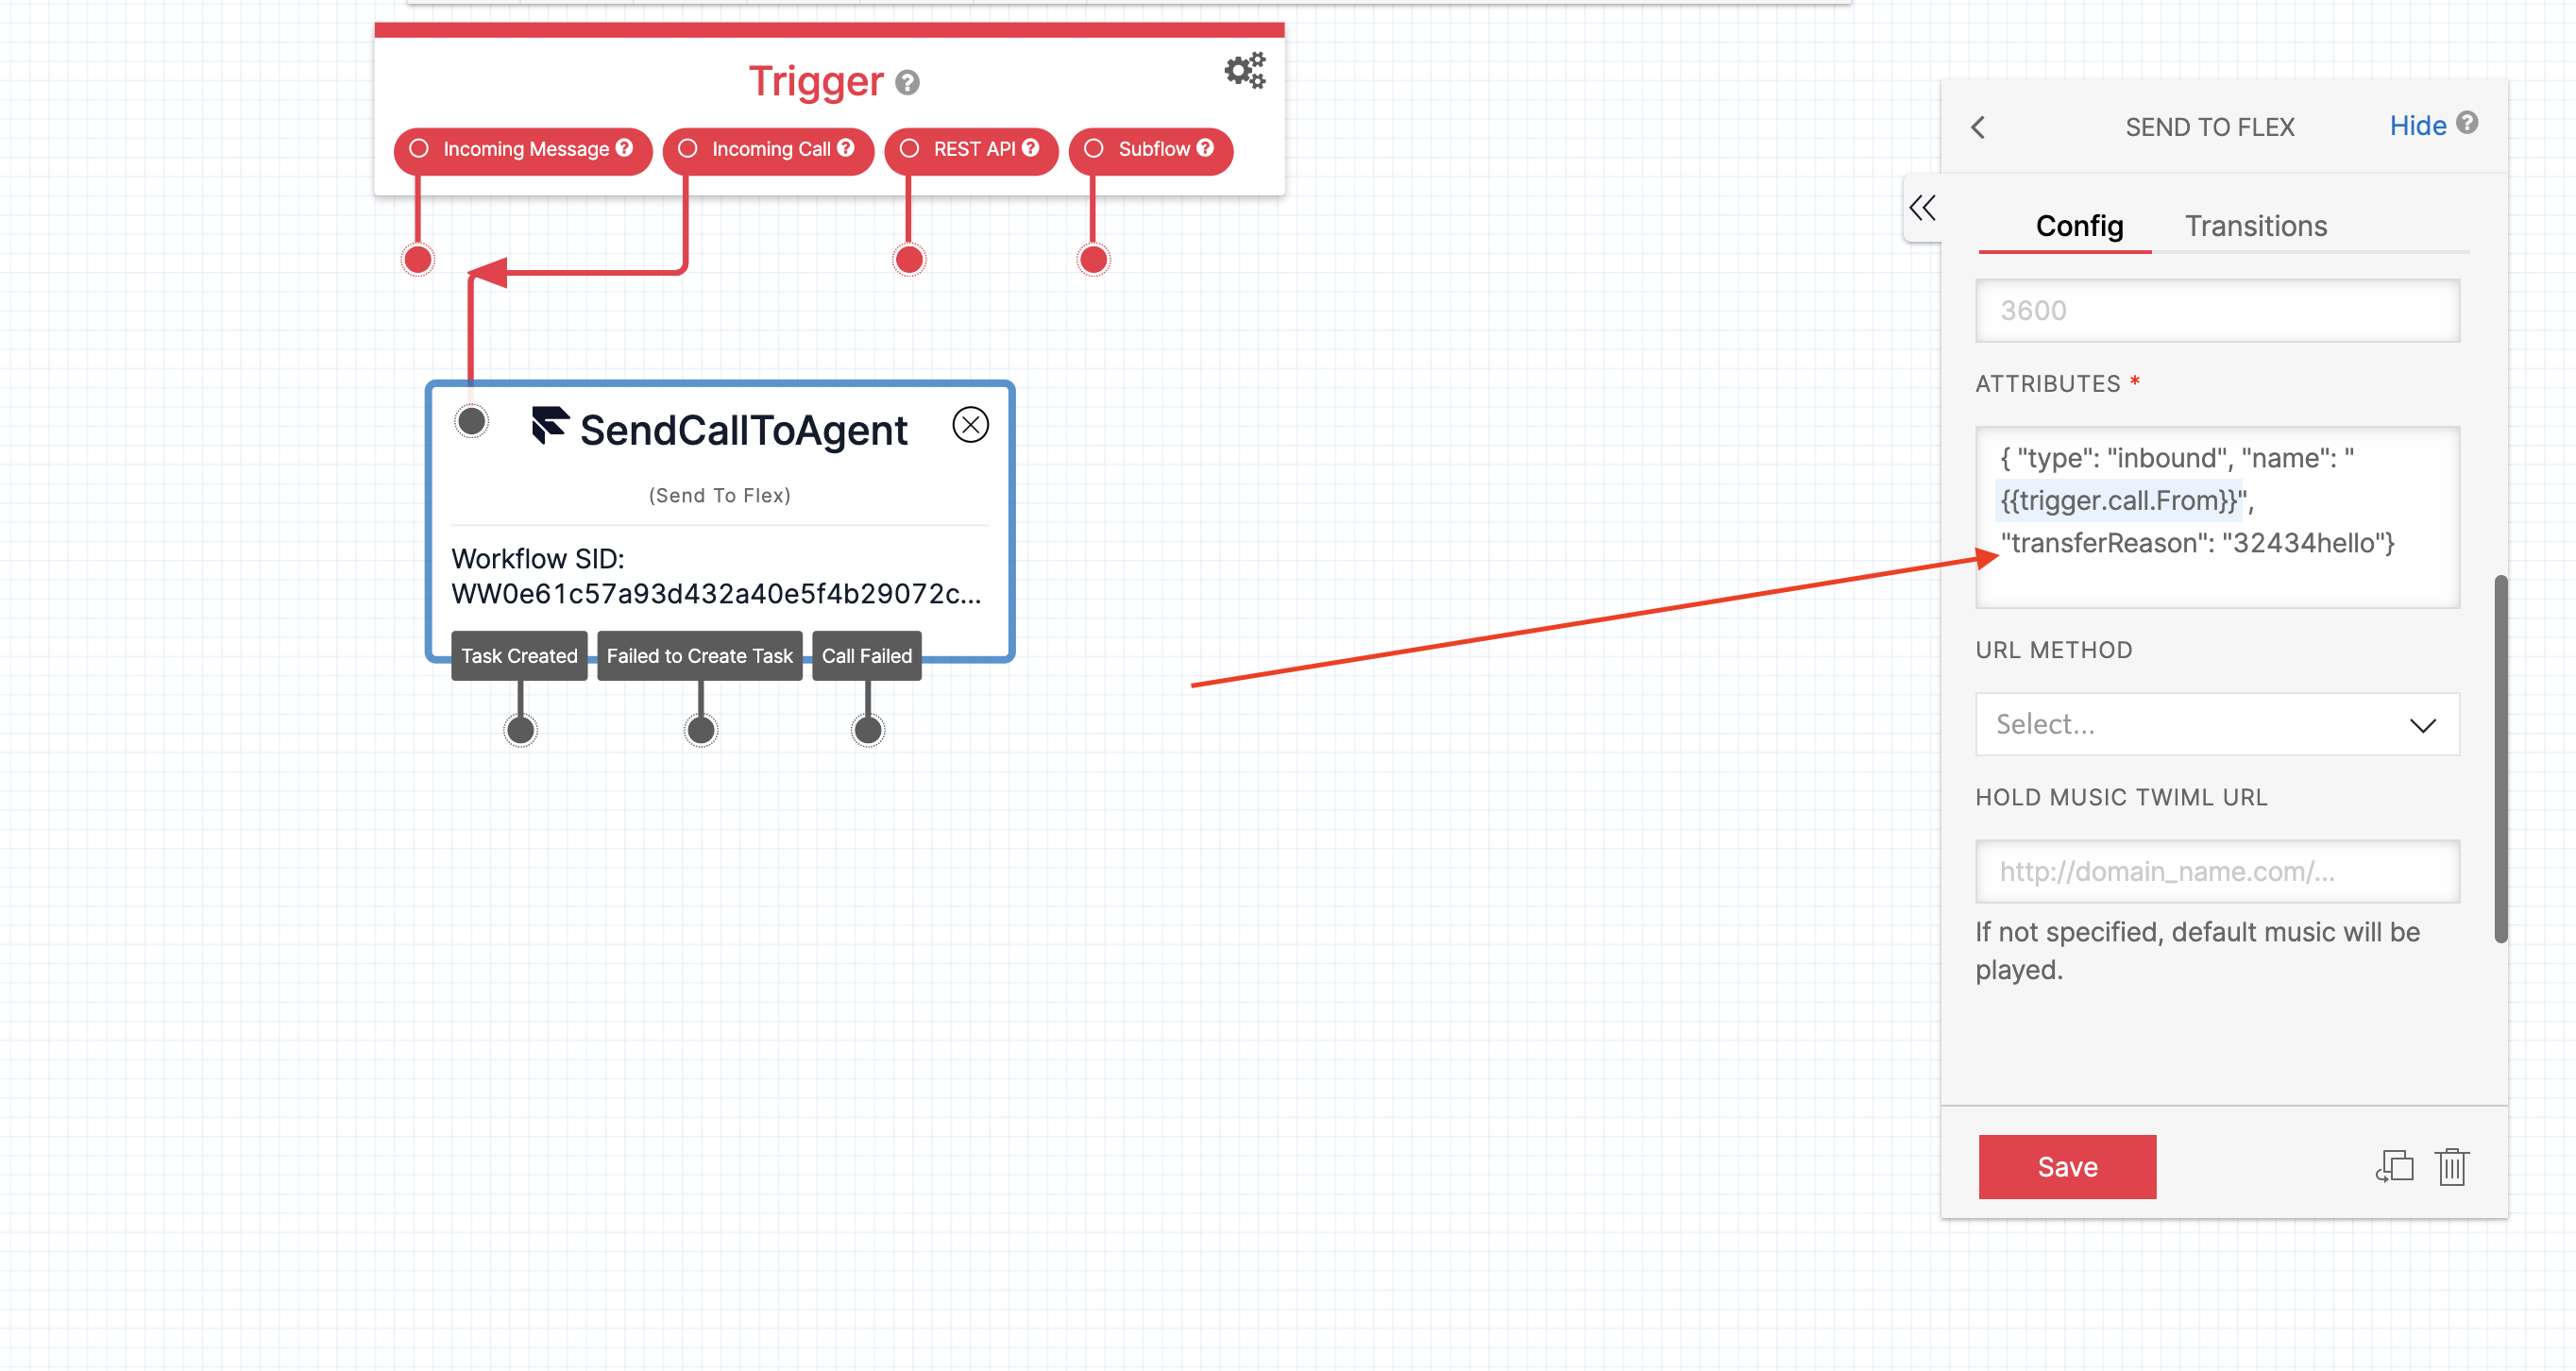 Trigger ?
Incoming Message ?
Incoming Call ?
REST API ?
Subflow ?
SendCallToAgent
(Send To Flex)
Workflow SID:
WW0e61c57a93d432a40e5f4b29072c...
Task Created
Failed to Create Task
Call Failed
SEND TO FLEX
Hide ?
Config
Transitions
3600
ATTRIBUTES *
{ "type": "inbound", "name": "
{{trigger.call.From}}",
"transferReason": "32434hello"}
URL METHOD
Select...
HOLD MUSIC TWIML URL
http://domain_name.com/...
If not specified, default music will be
played.
Save